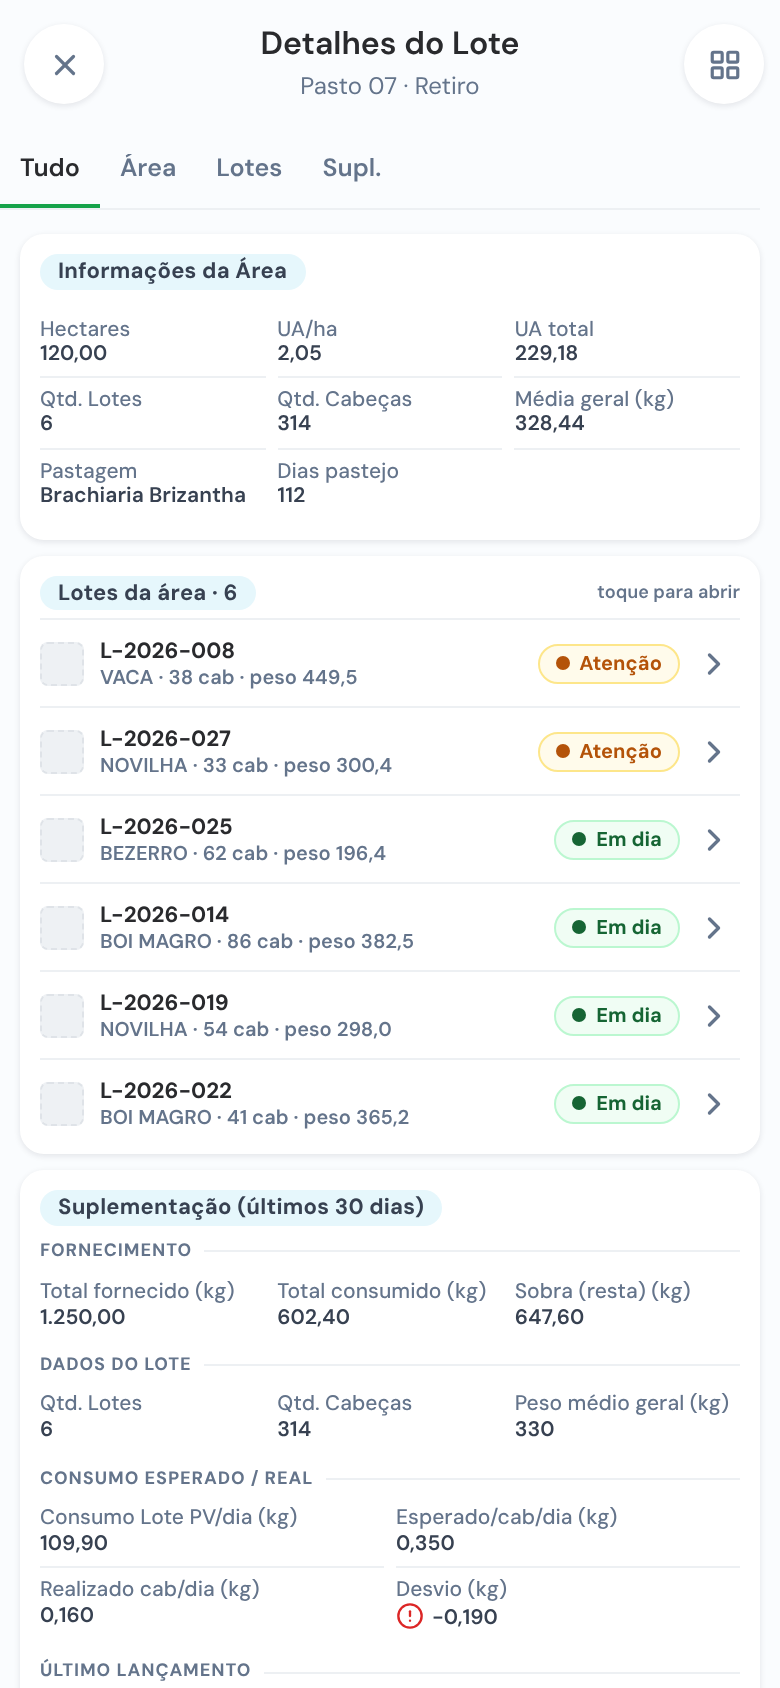 Detalhes do Lote
Pasto 07 · Retiro
Tudo Área Lotes Supl.
Informações da Área
Hectares UA/ha UA total
120,00 2,05 229,18
Qtd. Lotes Qtd. Cabeças Média geral (kg)
6 314 328,44
Pastagem Dias pastejo
Brachiaria Brizantha 112
Lotes da área · 6 toque para abrir
L-2026-008
VACA · 38 cab · peso 449,5
Atenção
L-2026-027
NOVILHA · 33 cab · peso 300,4
Atenção
L-2026-025
BEZERRO · 62 cab · peso 196,4
Em dia
L-2026-014
BOI MAGRO · 86 cab · peso 382,5
Em dia
L-2026-019
NOVILHA · 54 cab · peso 298,0
Em dia
L-2026-022
BOI MAGRO · 41 cab · peso 365,2
Em dia
Suplementação (últimos 30 dias)
FORNECIMENTO
Total fornecido (kg) Total consumido (kg) Sobra (resta) (kg)
1.250,00 602,40 647,60
DADOS DO LOTE
Qtd. Lotes Qtd. Cabeças Peso médio geral (kg)
6 314 330
CONSUMO ESPERADO / REAL
Consumo Lote PV/dia (kg) Esperado/cab/dia (kg)
109,90 0,350
Realizado cab/dia (kg) Desvio (kg)
0,160 -0,190
ÚLTIMO LANÇAMENTO